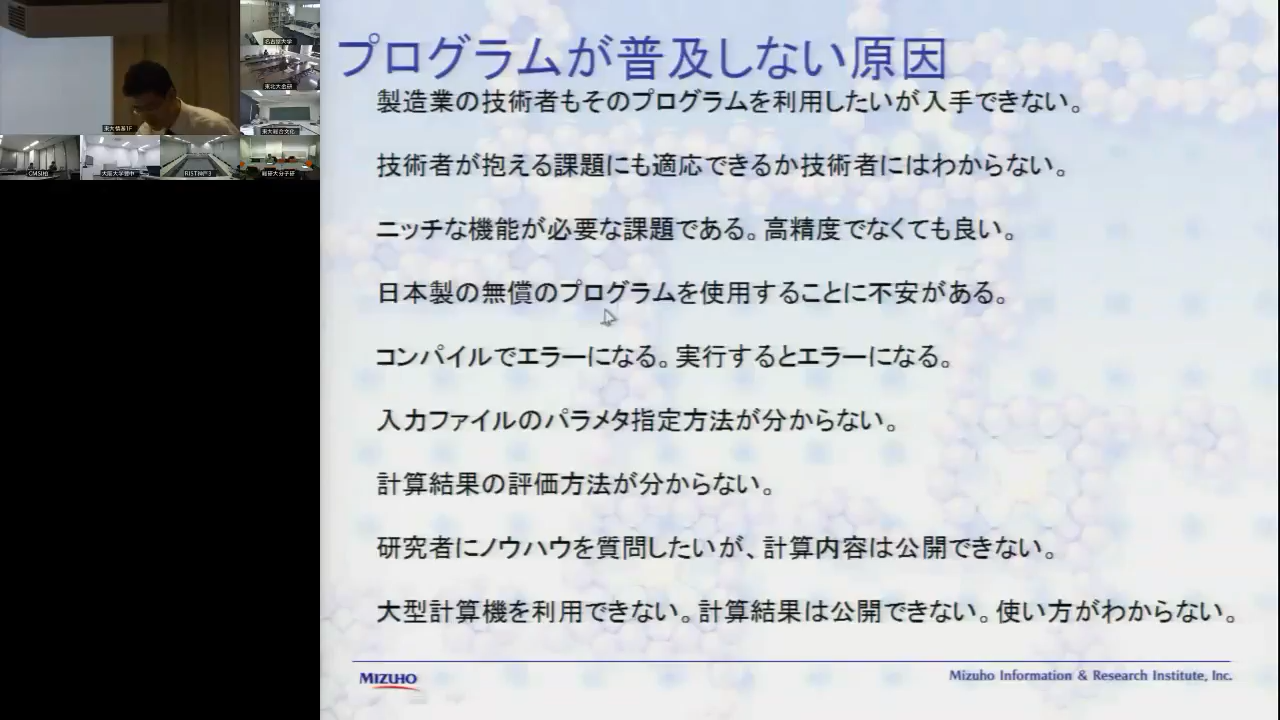 プログラムが普及しない原因
製造業の技術者もそのプログラムを利用したいが入手できない。
技術者が抱える課題にも適応できるか技術者にはわからない。
ニッチな機能が必要な課題である。高精度でなくても良い。
日本製の無償のプログラムを使用することに不安がある。
コンパイルでエラーになる。実行するとエラーになる。
入力ファイルのパラメタ指定方法が分からない。
計算結果の評価方法が分からない。
研究者にノウハウを質問したいが、計算内容は公開できない。
大型計算機を利用できない。計算結果は公開できない。使い方がわからない。
MIZUHO
Mizuho Information & Research Institute, Inc.
名古屋大学
東北大金研
東大総合文化
RIST神戸3
総研大分子研